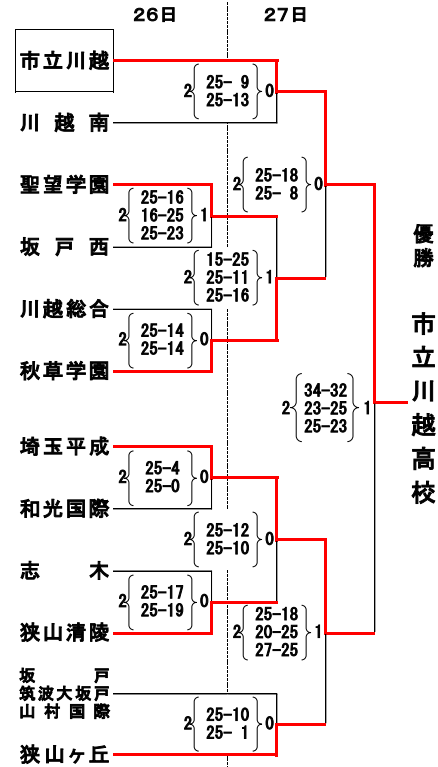 26日 27日
市立川越
2 25- 9 0
25-13
川越南
2 25-18 0
25- 8
聖望学園
2 25-16 1
16-25
25-23
坂戸西
2 15-25 1
25-11
25-16
川越総合
2 25-14 0
25-14
秋草学園
2 34-32 1
23-25
25-23
優勝
市立川越高校
埼玉平成
2 25-4 0
25-0
和光国際
2 25-12 0
25-10
志木
2 25-17 0
25-19
狭山清陵
2 25-18 1
20-25
27-25
坂戸
筑波大坂戸
山村国際
2 25-10 0
25- 1
狭山ヶ丘